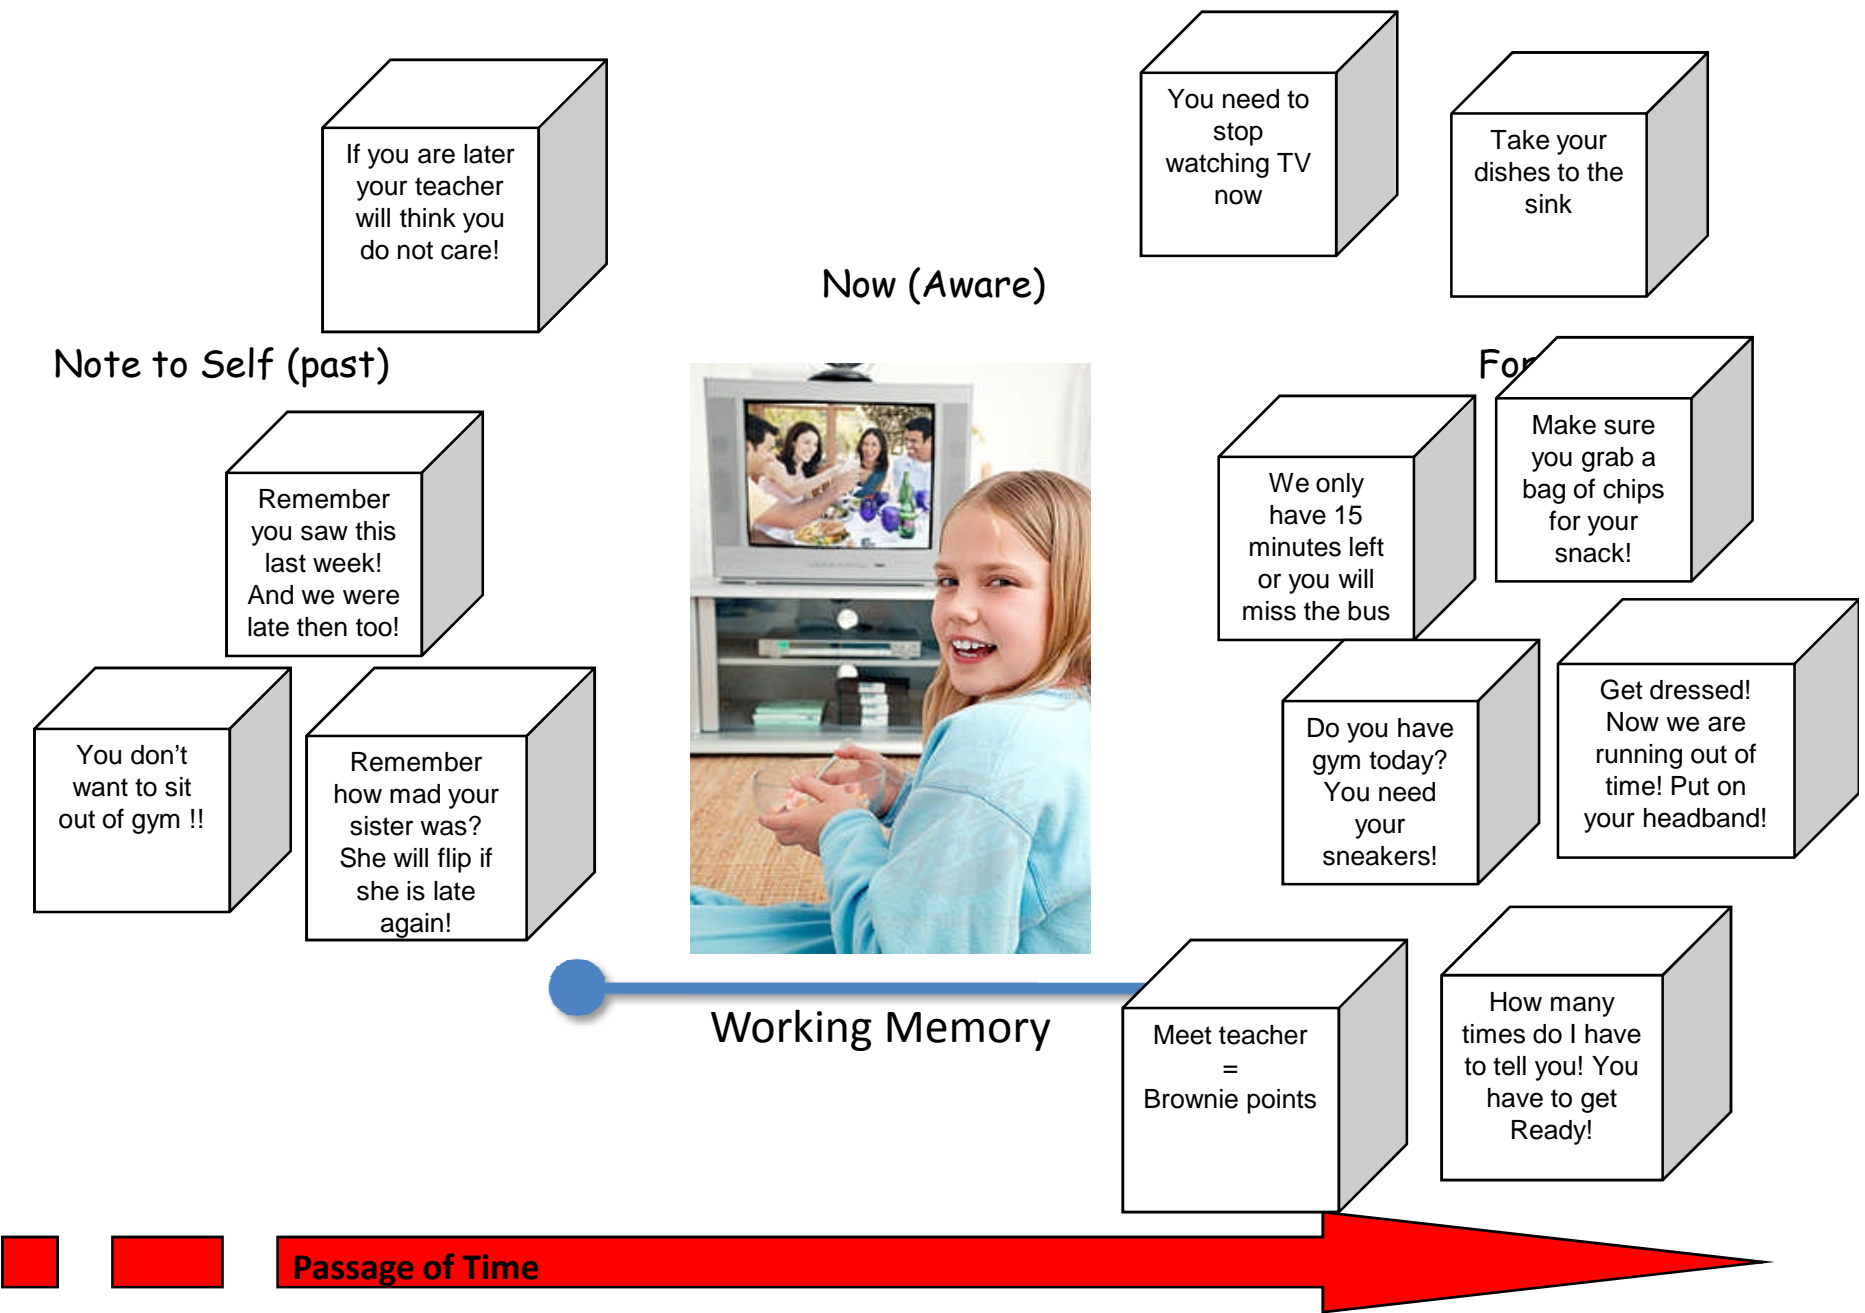 If you are later
your teacher
will think you
do not care!
You need to
stop
watching TV
now
Take your
dishes to the
sink
Now (Aware)
Note to Self (past)
Remember
you saw this
last week!
And we were
late then too!
We only
have 15
minutes left
or you will
miss the bus
Make sure
you grab a
bag of chips
for your
snack!
You don’t
want to sit
out of gym !!
Remember
how mad your
sister was?
She will flip if
she is late
again!
Do you have
gym today?
You need
your
sneakers!
Get dressed!
Now we are
running out of
time! Put on
your headband!
Working Memory
Meet teacher
=
Brownie points
How many
times do I have
to tell you! You
have to get
Ready!
Passage of Time